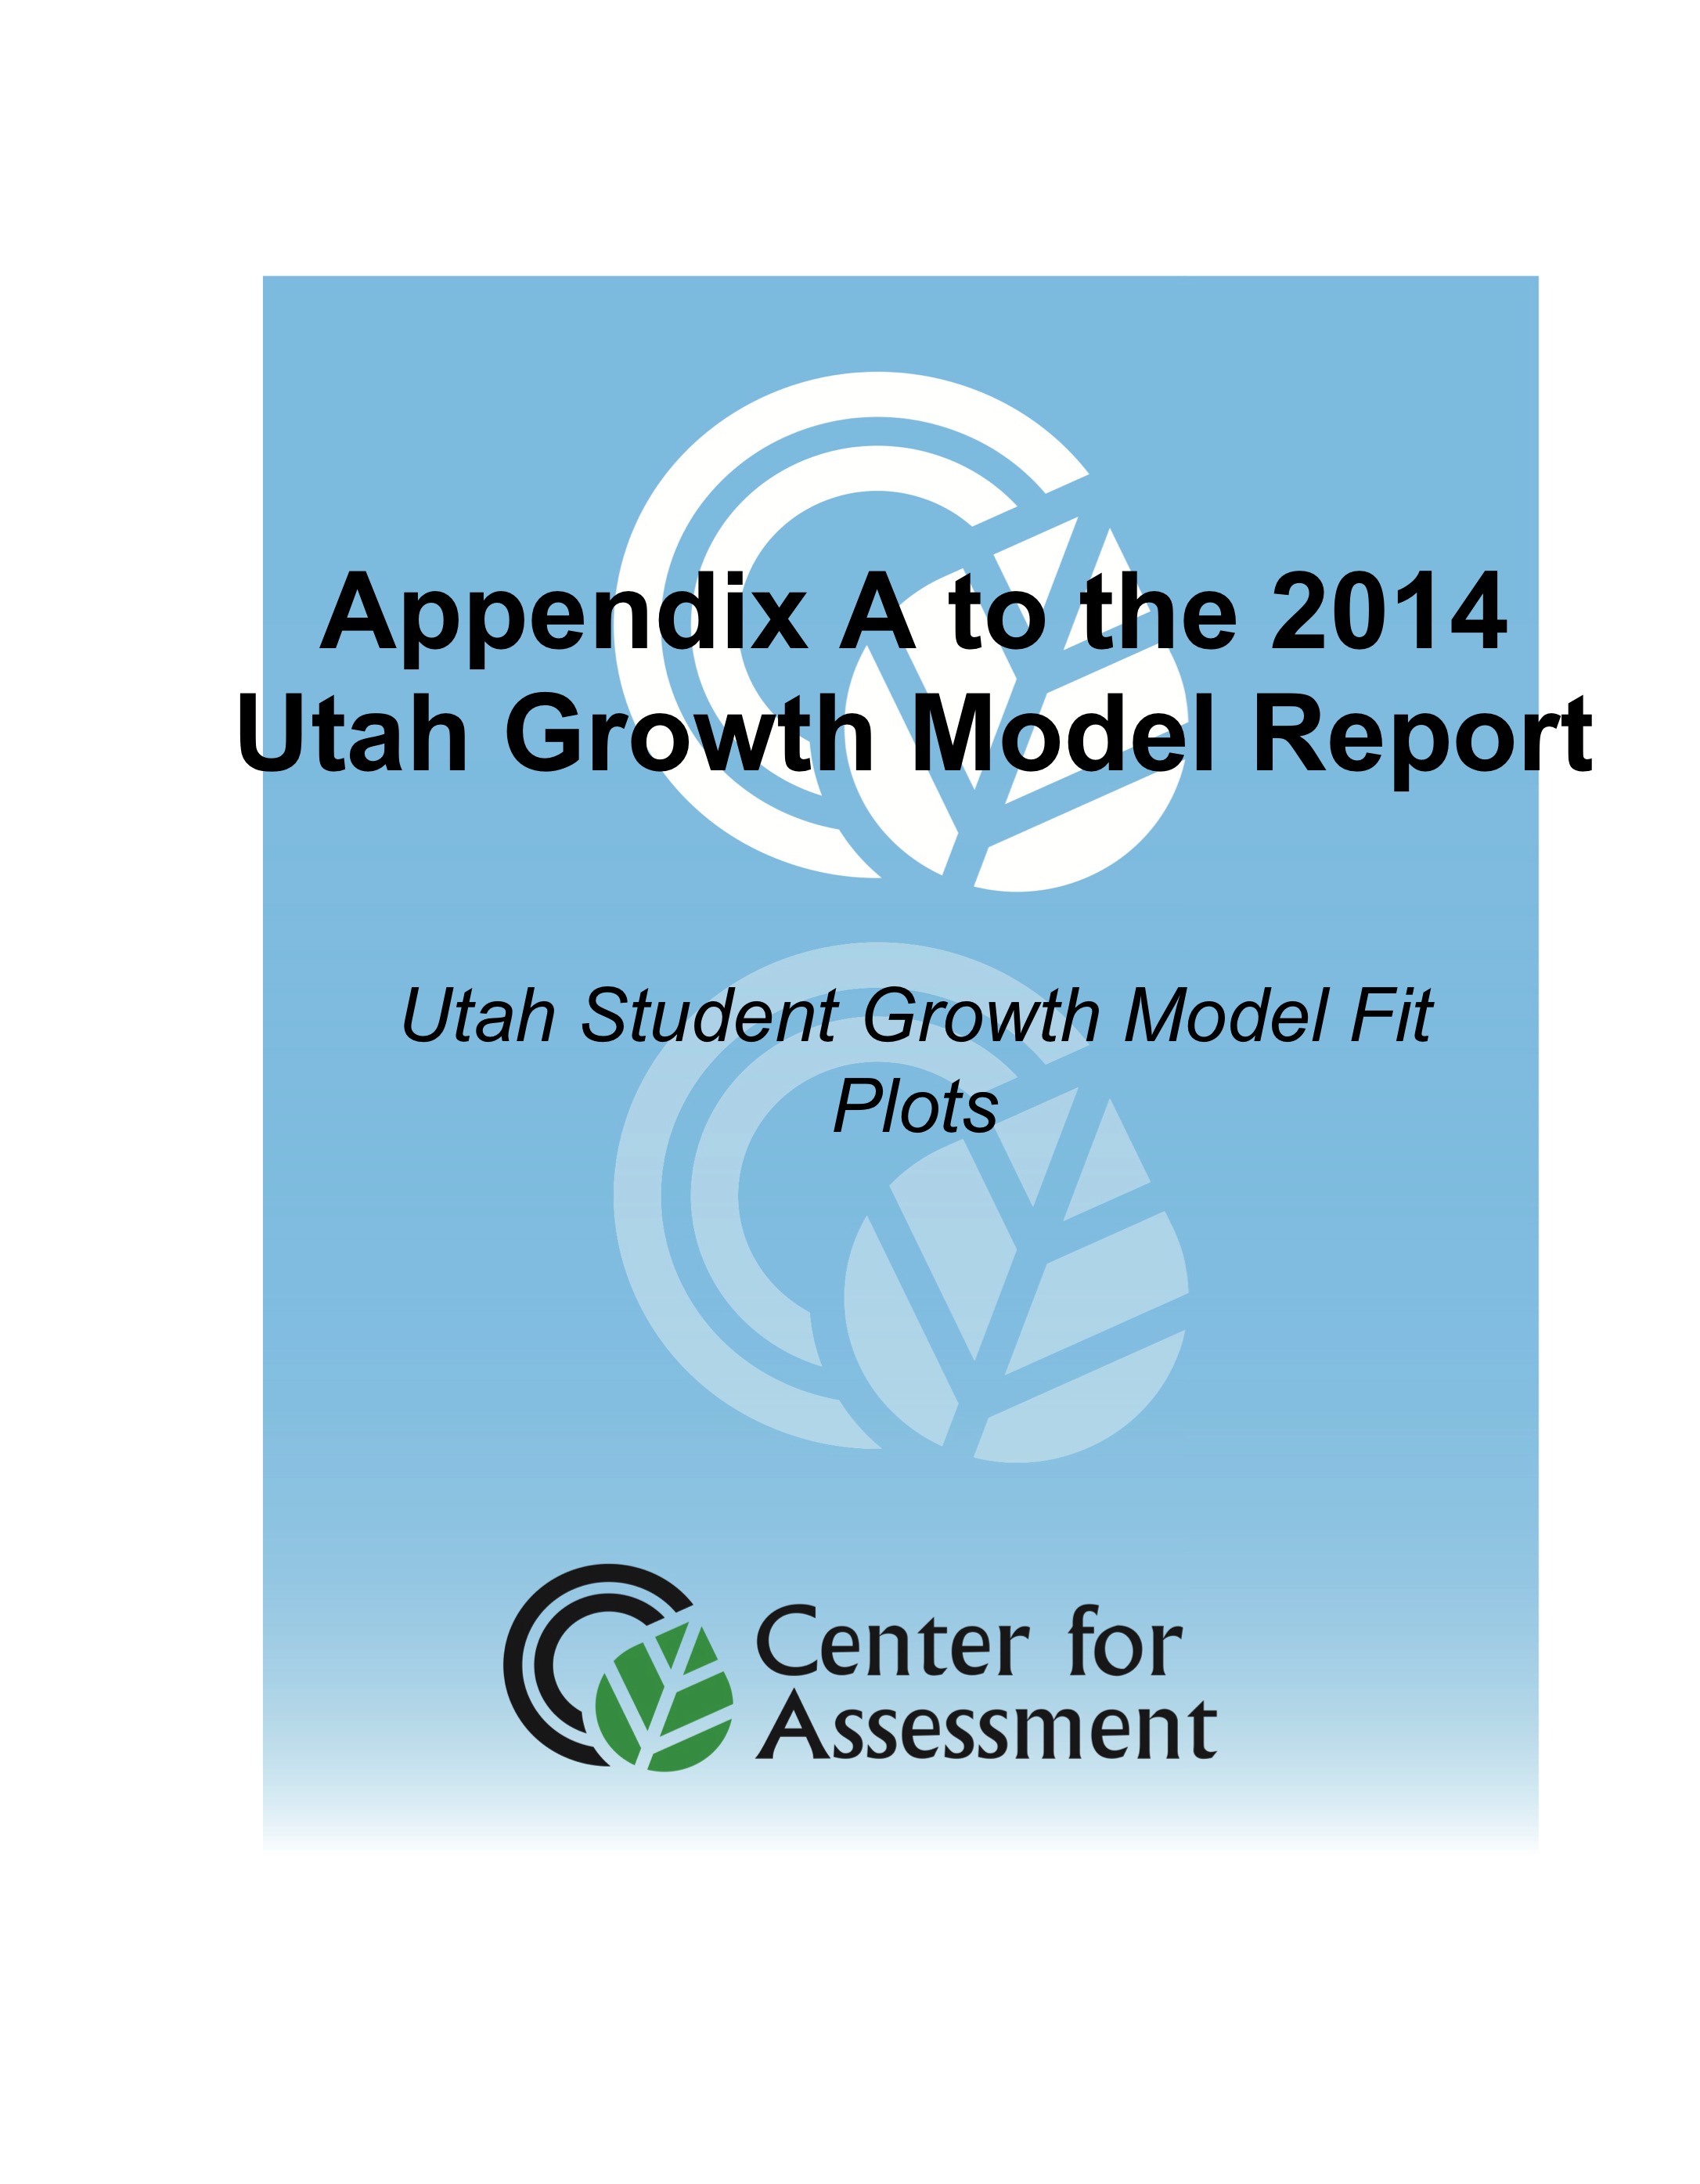 Appendix A to the 2014
Utah Growth Model Report
Utah Student Growth Model Fit
Plots
Center for
Assessment